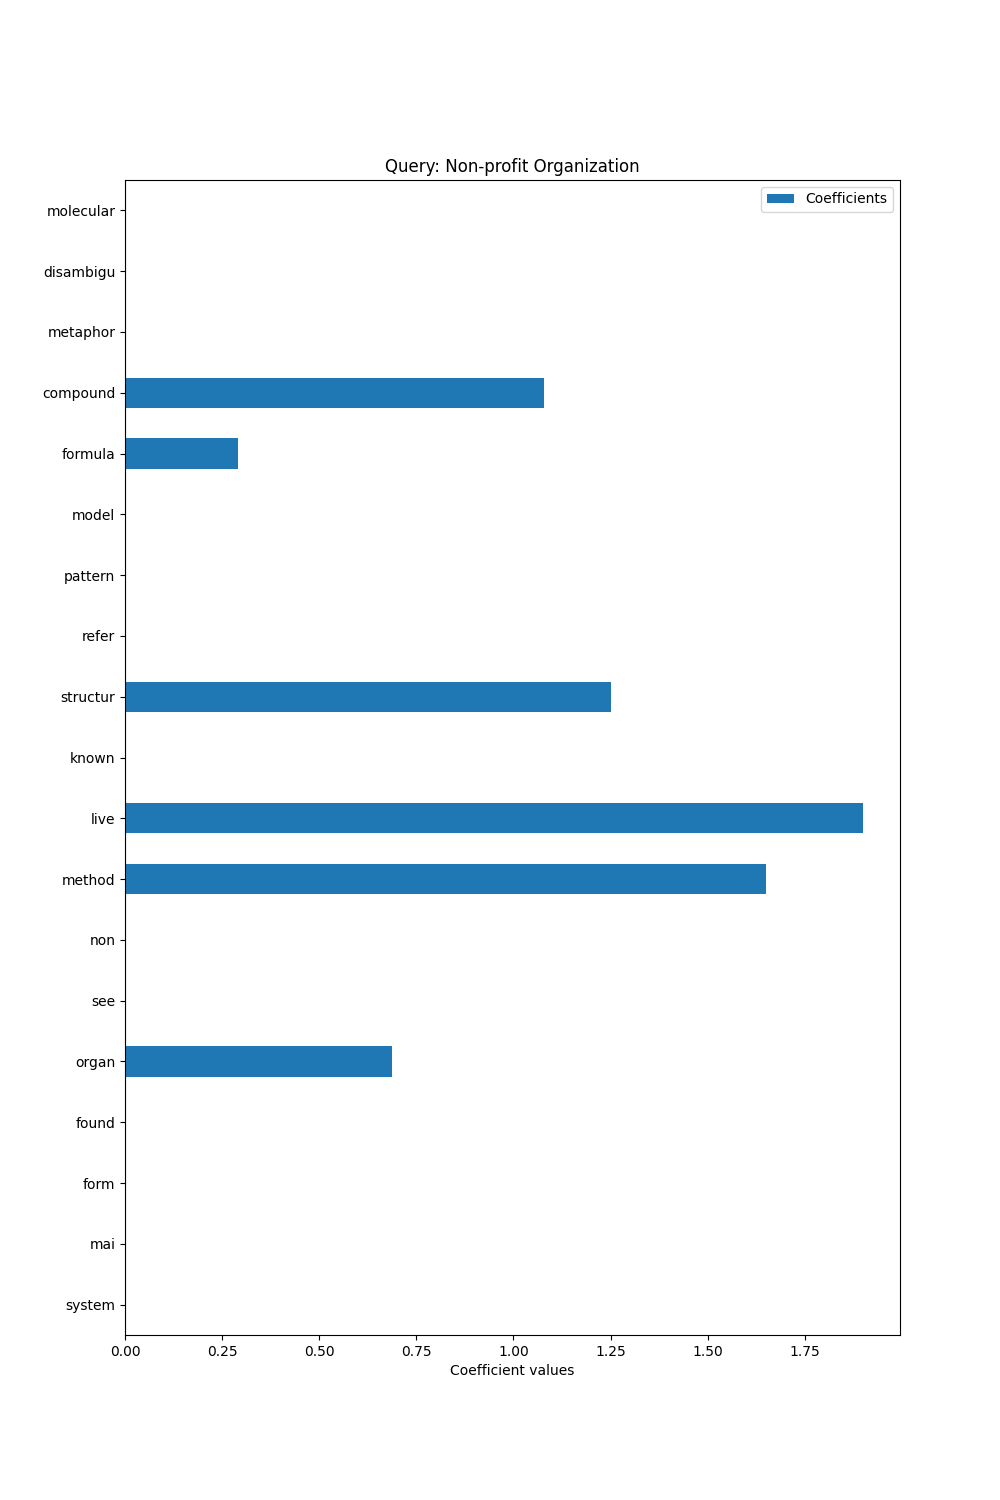 Query: Non-profit Organization
Coefficients
molecular
disambigu
metaphor
compound
formula
model
pattern
refer
structur
known
live
method
non
see
organ
found
form
mai
system
0.00 0.25 0.50 0.75 1.00 1.25 1.50 1.75
Coefficient values